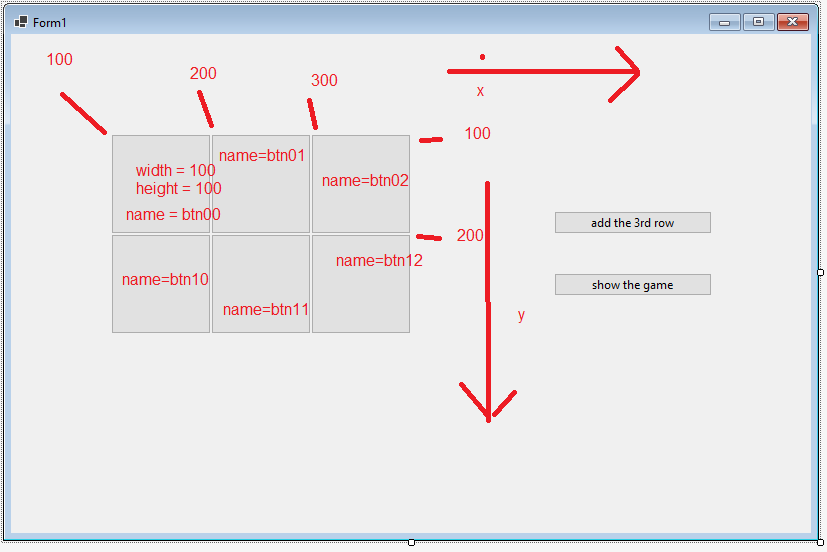 Form1
100
200
300
x
100
name=btn01
width = 100
height = 100
name=btn02
name = btn00
add the 3rd row
200
name=btn12
name=btn10
show the game
name=btn11
y